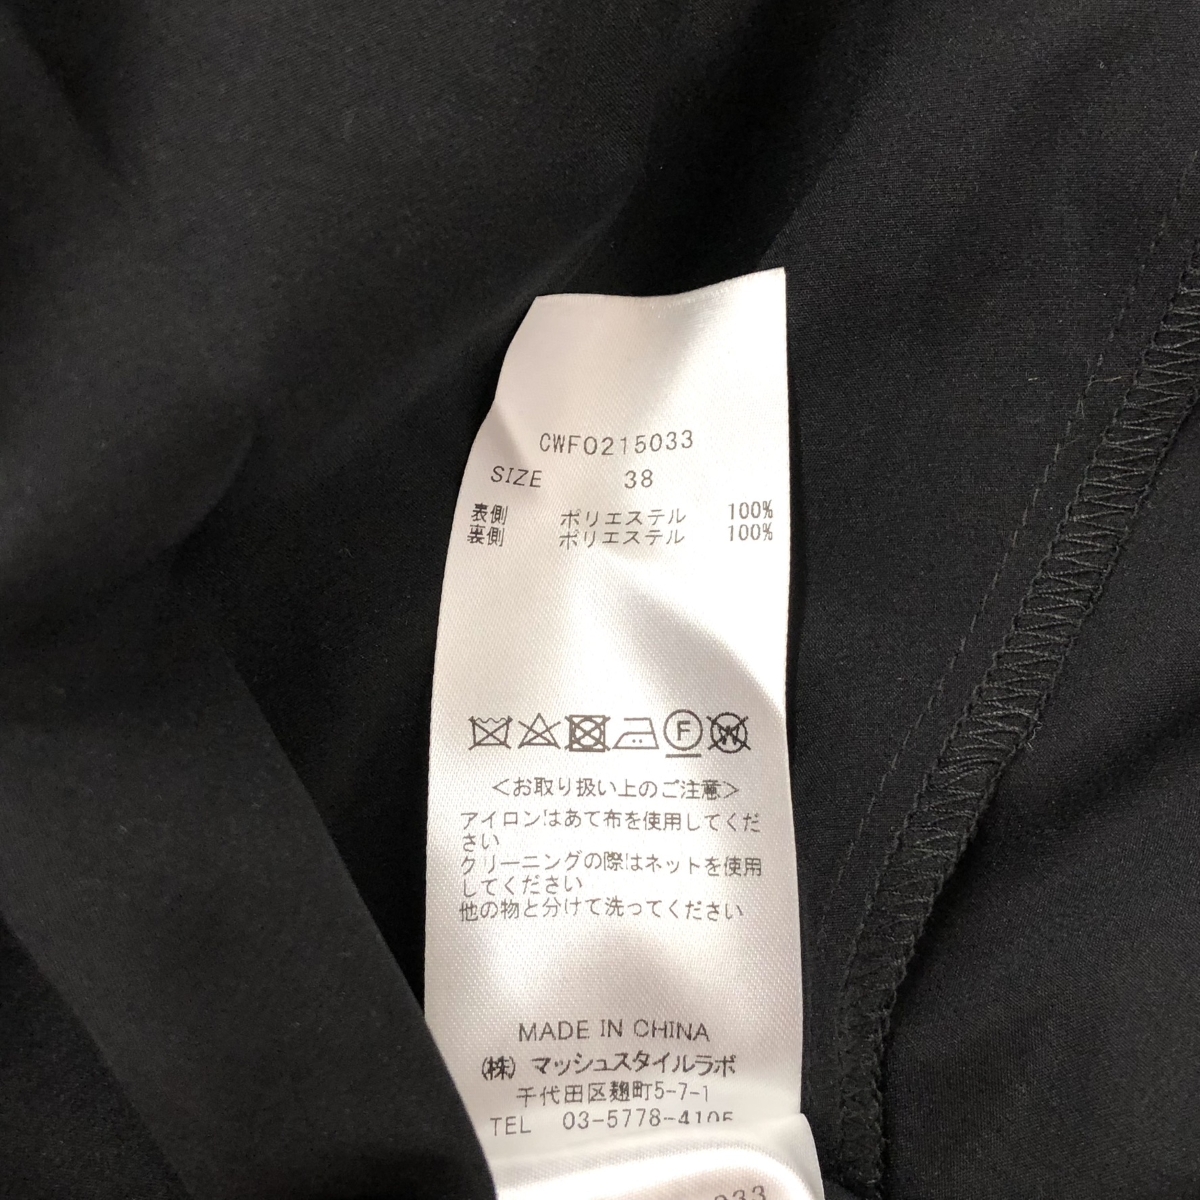 CWFO215033
SIZE 38
表側 ポリエステル 100%
裏側 ポリエステル 100%
F
W
<お取り扱い上のご注意>
アイロンはあて布を使用してくだ
さい
クリーニングの際はネットを使用
してください
他の物と分けて洗ってください
MADE IN CHINA
(株)マッシュスタイルラボ
千代田区麹町5-7-1
TEL 03-5778-4105
033